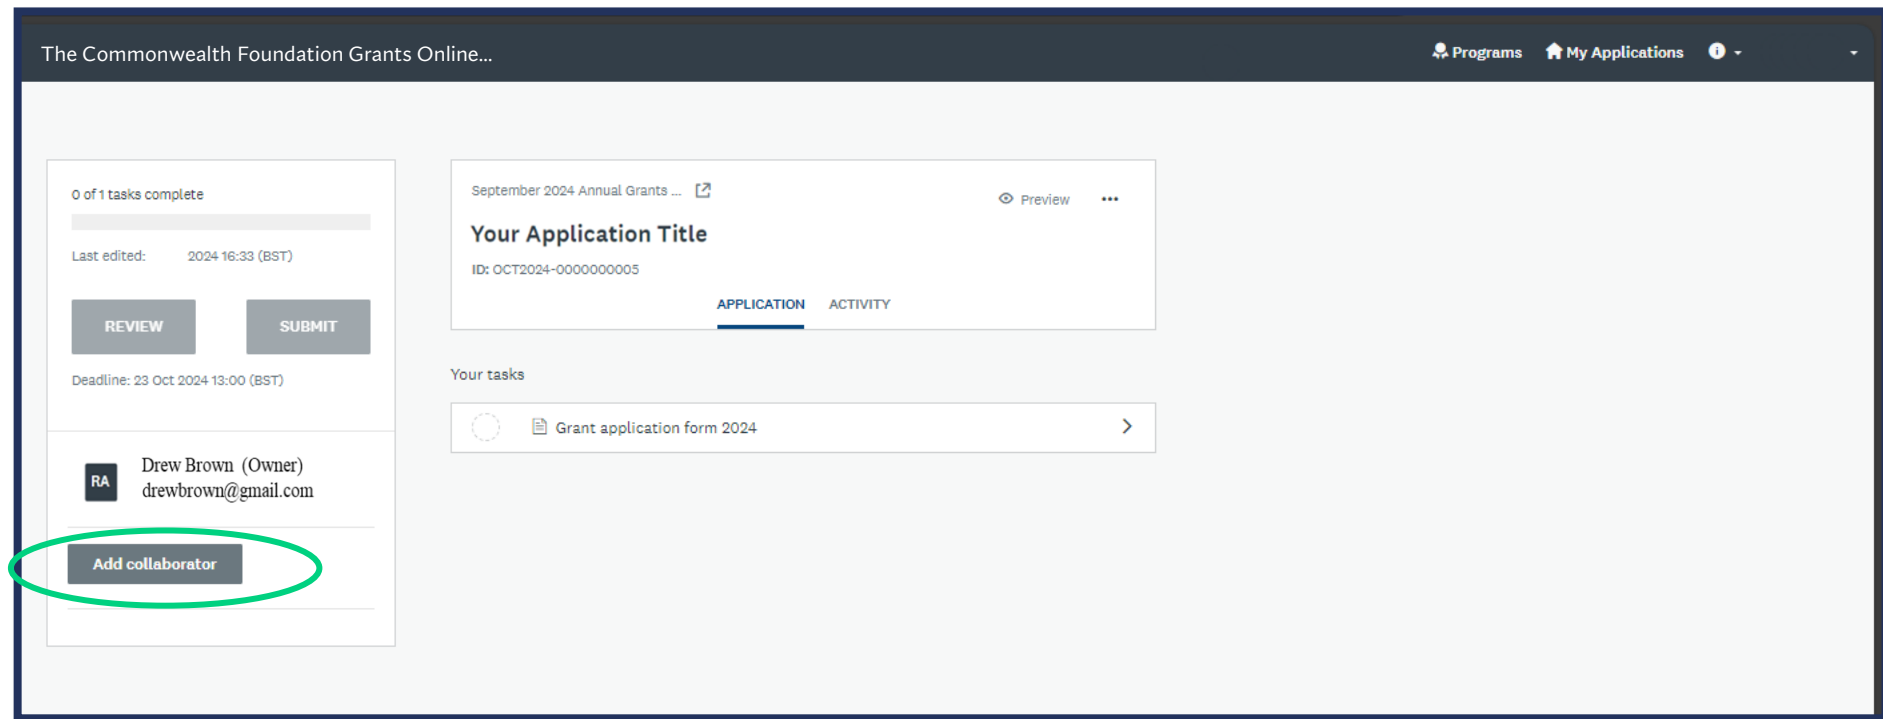 The Commonwealth Foundation Grants Online...
Programs
My Applications
0 of 1 tasks complete
Last edited: 2024 16:33 (BST)
REVIEW
SUBMIT
Deadline: 23 Oct 2024 13:00 (BST)
RA
Drew Brown (Owner)
drewbrown@gmail.com
Add collaborator
September 2024 Annual Grants ...
Preview
Your Application Title
ID: OCT2024-0000000005
APPLICATION
ACTIVITY
Your tasks
Grant application form 2024